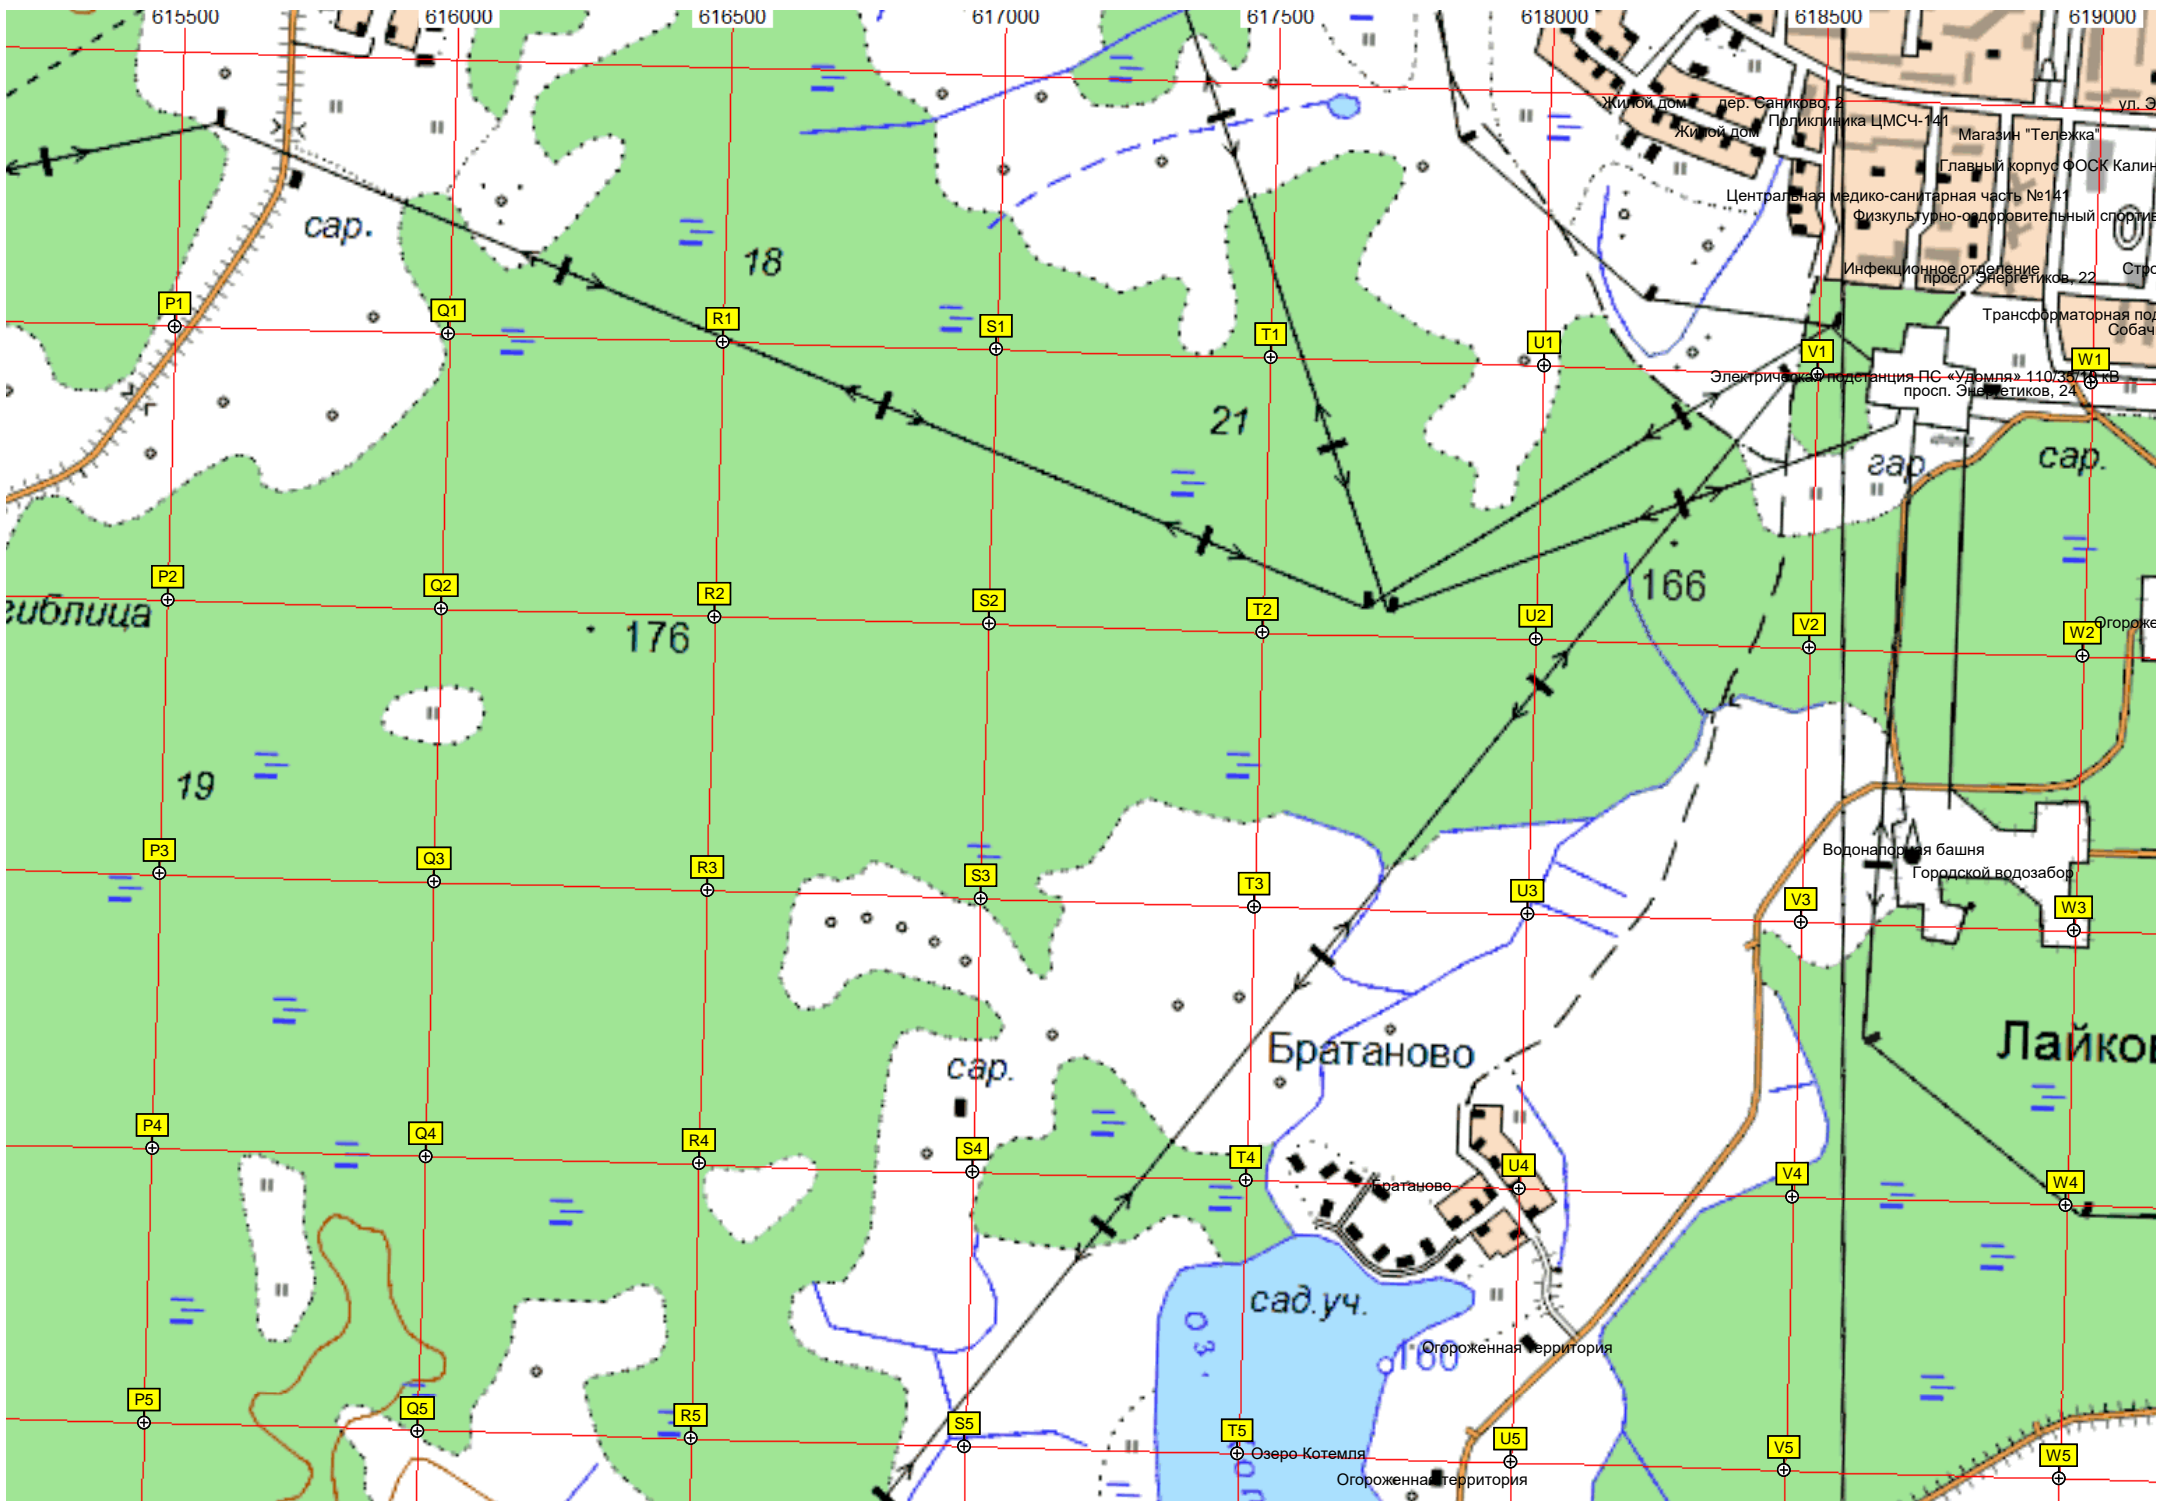 615500 616000 616500 617000 617500 618000 618500 619000
Жилой дом
пер. Саниково, 2
ул. Э
Поликлиника ЦМСЧ-141
Жилой дом
Магазин "Тележка"
Главный корпус ФОСК Калин
Центральная медико-санитарная часть №141
Физкультурно-оздоровительный спортив
сар.
18
Инфекционное отделение
Стро
просп. Энергетиков, 22
Трансформаторная под
Собач
P1 Q1 R1 S1 T1 U1 V1 W1
Электрическая подстанция ПС «Удомля» 110/35/10 кВ
просп. Энергетиков, 24
21
гар.
сар.
166
P2 Q2 R2 S2 T2 U2 V2 W2
Огороже
гиблица
176
19
P3 Q3 R3 S3 T3 U3 V3 W3
Водонапорная башня
Городской водозабор
Братаново
Лайков
сар.
P4 Q4 R4 S4 T4 U4 V4 W4
Братаново
сад.уч.
оз.
160
Огороженная территория
P5 Q5 R5 S5 T5 U5 V5 W5
Озеро Котемля
Огороженная территория